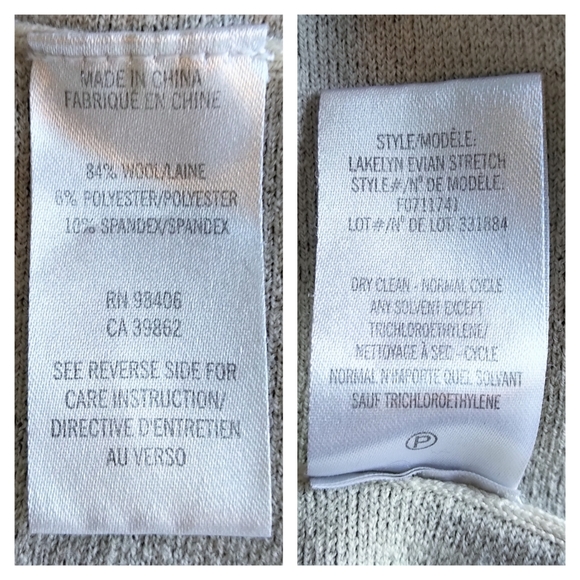 MADE IN CHINA
FABRIQUÉ EN CHINE
84% WOOL/LAINE
6% POLYESTER/POLYESTER
10% SPANDEX/SPANDEX
RN 98406
CA 39862
SEE REVERSE SIDE FOR
CARE INSTRUCTION/
DIRECTIVE D'ENTRETIEN
AU VERSO
STYLE/MODÈLE:
LAKELYN EVIAN STRETCH
STYLE#/N° DE MODÈLE:
F0711741
LOT#/N° DE LOT: 331884
DRY CLEAN - NORMAL CYCLE
ANY SOLVENT EXCEPT
TRICHLOROETHYLENE/
NETTOYAGE À SEC - CYCLE
NORMAL N'IMPORTE QUEL SOLVANT
SAUF TRICHLOROETHYLENE
P